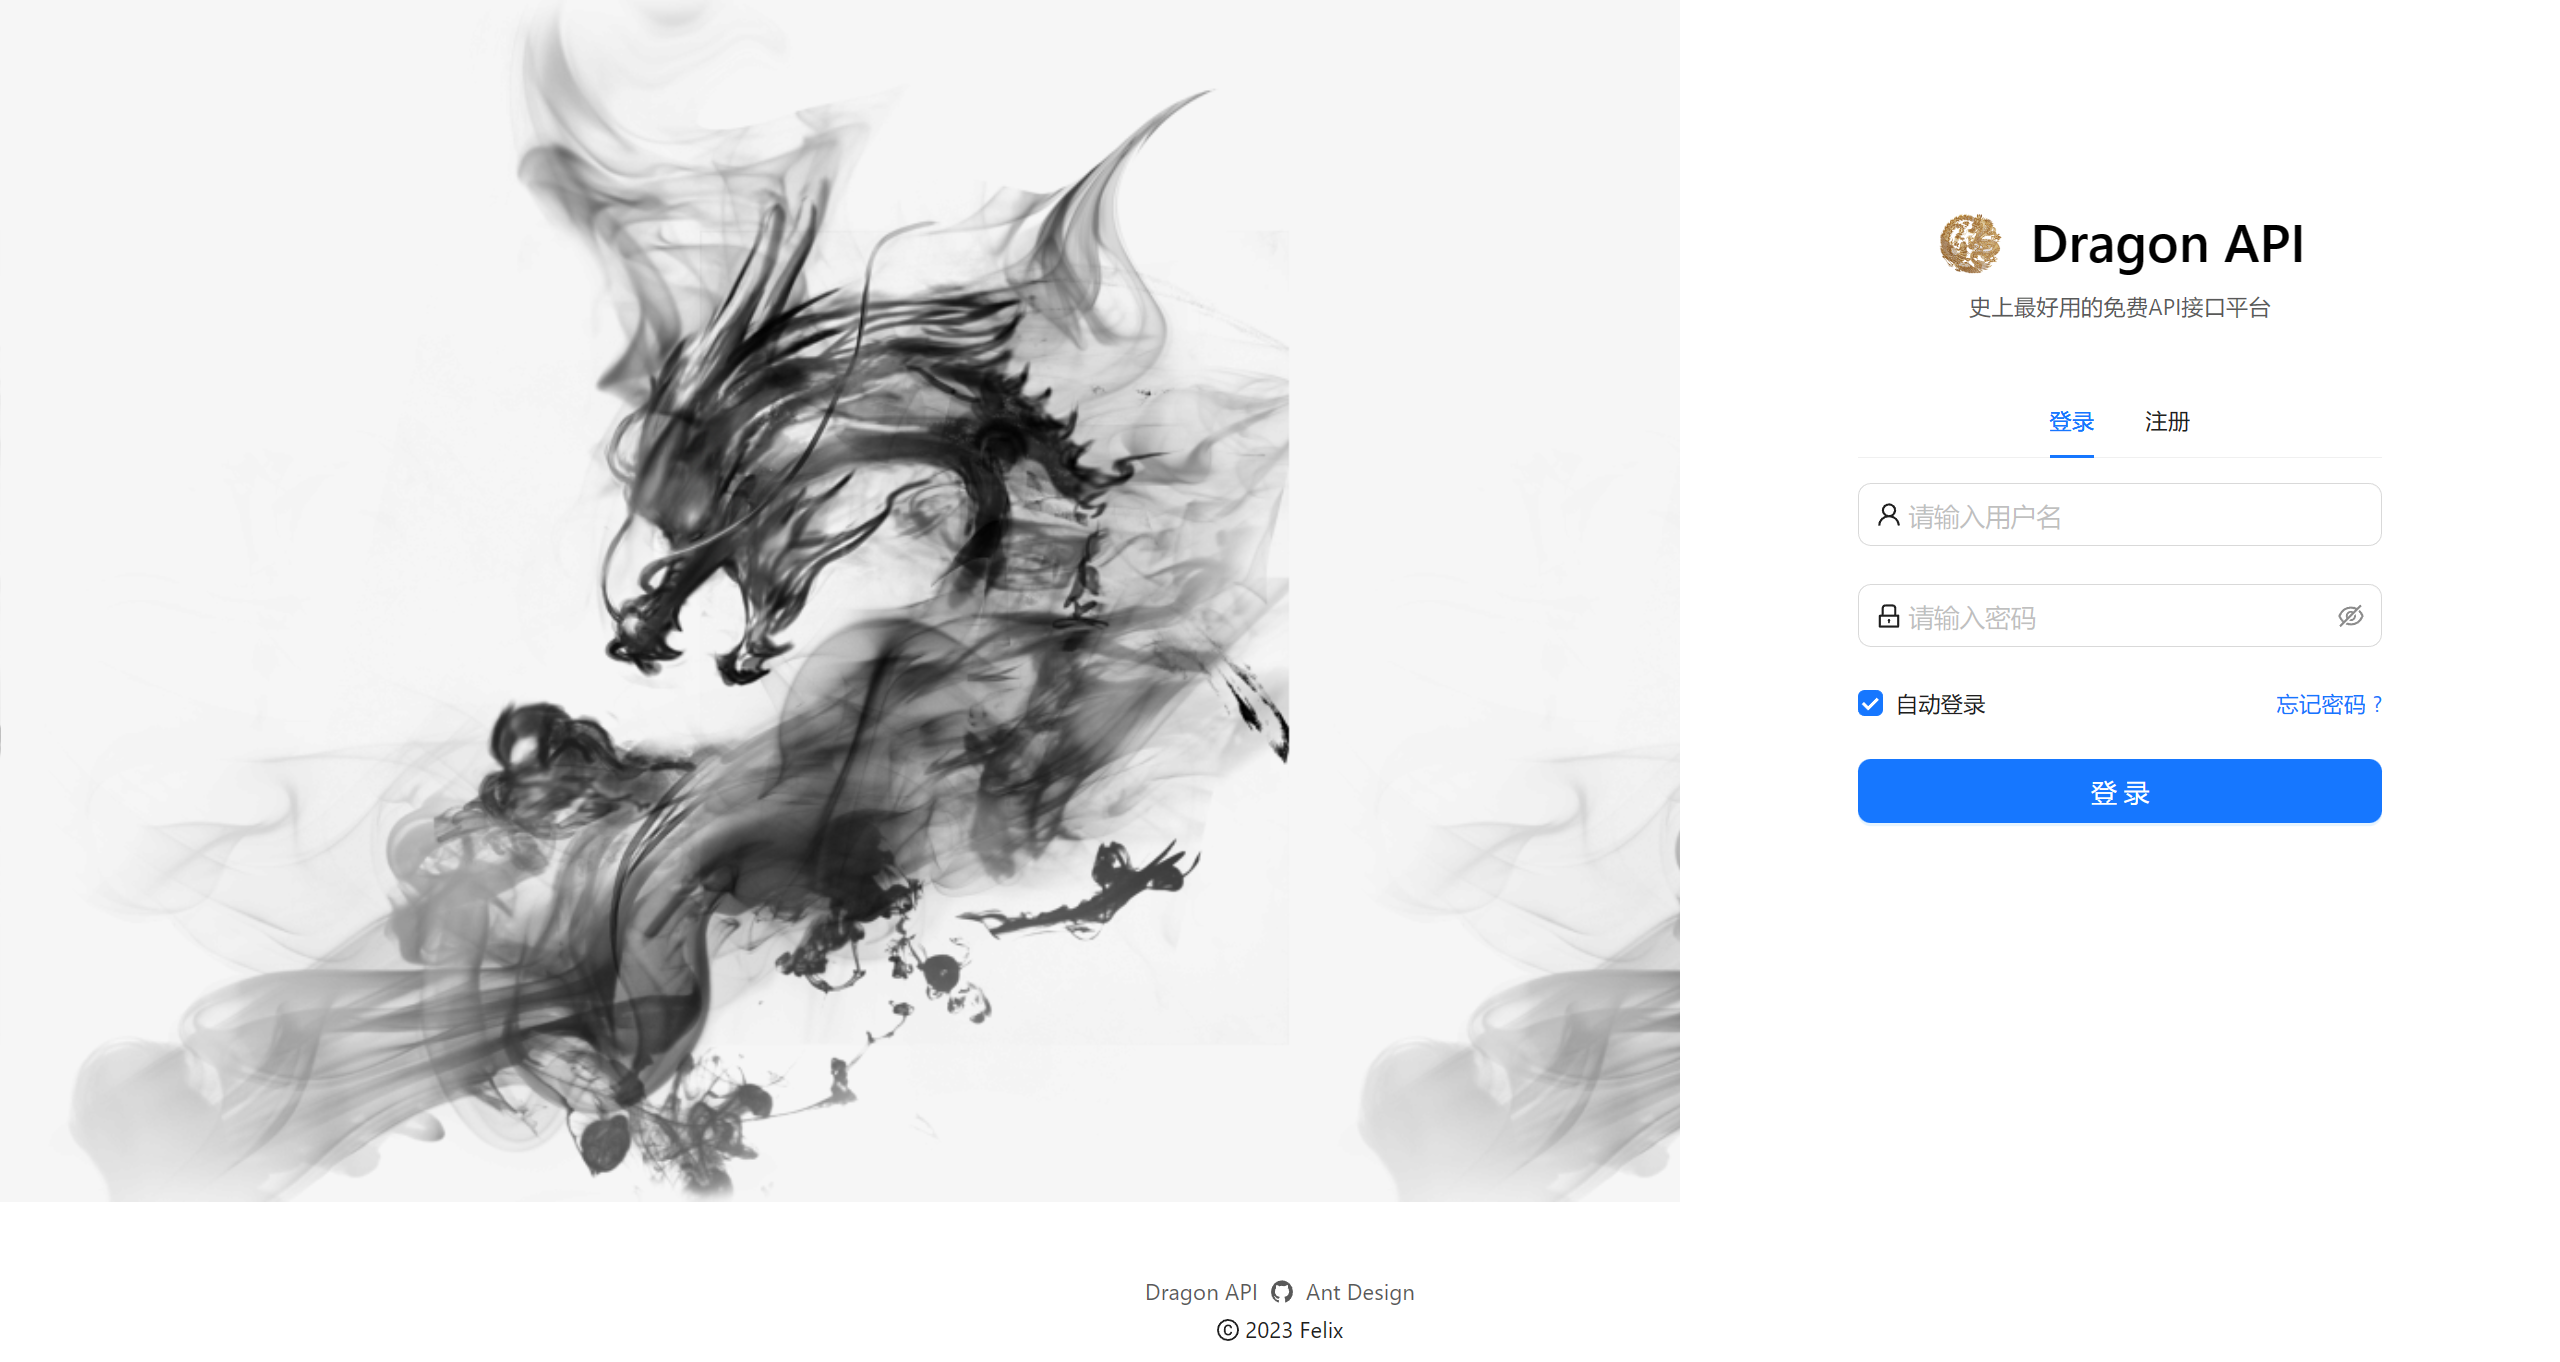 Dragon API
史上最好用的免费API接口平台
登录 注册
请输入用户名
请输入密码
自动登录 忘记密码 ?
登 录
Dragon API Ant Design
© 2023 Felix